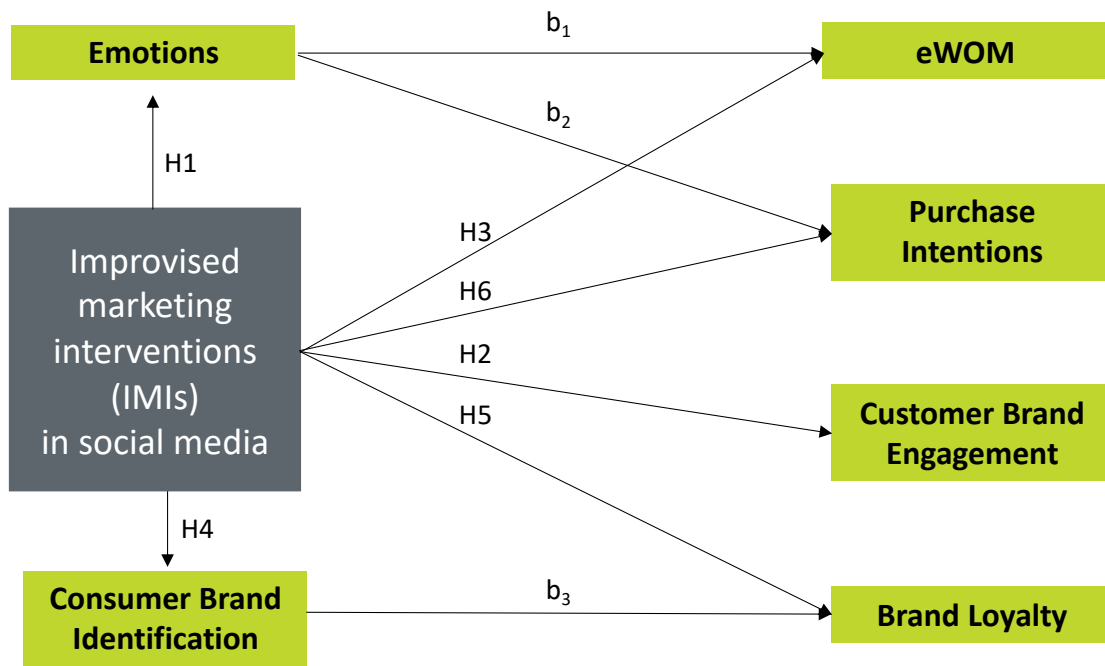 Emotions
b1
eWOM
b2
H1
H3
Purchase
Intentions
Improvised
marketing
interventions
(IMIs)
in social media
H6
H2
H5
Customer Brand
Engagement
H4
Consumer Brand
Identification
b3
Brand Loyalty